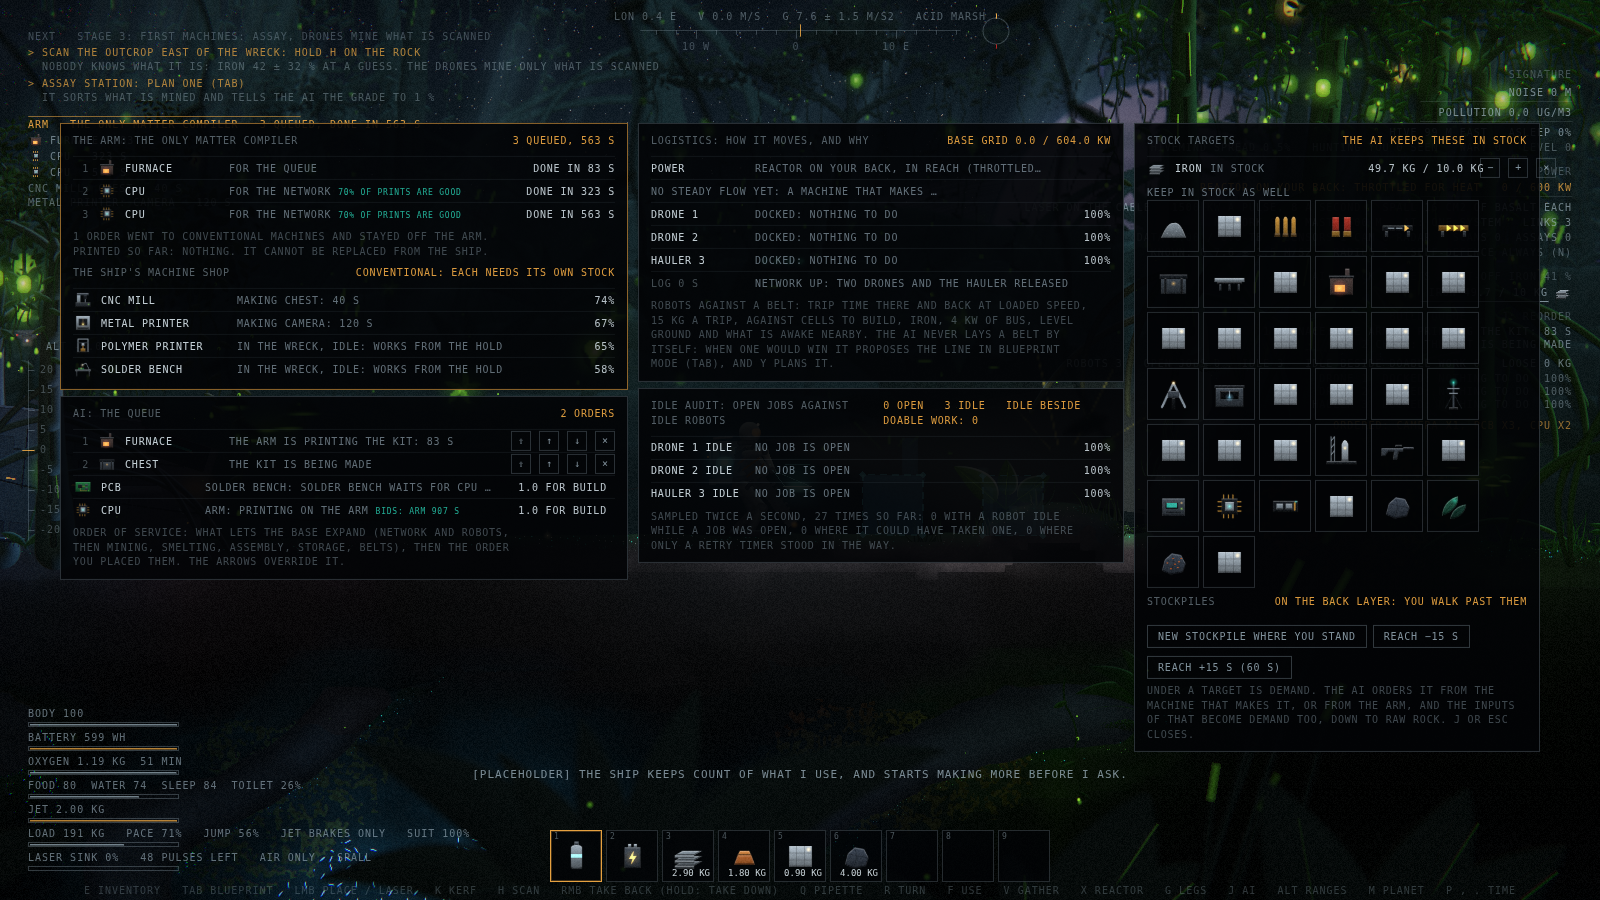 LON 0.4 E   V 0.0 M/S   G 7.6 ± 1.5 M/S2   ACID MARSH
10 W   0   10 E
NEXT   STAGE 3: FIRST MACHINES: ASSAY, DRONES MINE WHAT IS SCANNED
> SCAN THE OUTCROP EAST OF THE WRECK: HOLD H ON THE ROCK
NOBODY KNOWS WHAT IT IS: IRON 42 ± 32 % AT A GUESS. THE DRONES MINE ONLY WHAT IS SCANNED
> ASSAY STATION: PLAN ONE (TAB)
IT SORTS WHAT IS MINED AND TELLS THE AI THE GRADE TO 1 %
SIGNATURE
NOISE 0 M
POLLUTION 0.0 UG/M3
THE ARM: THE ONLY MATTER COMPILER   3 QUEUED, 563 S
1 FURNACE   FOR THE QUEUE   DONE IN 83 S
2 CPU   FOR THE NETWORK 70% OF PRINTS ARE GOOD   DONE IN 323 S
3 CPU   FOR THE NETWORK 70% OF PRINTS ARE GOOD   DONE IN 563 S
1 ORDER WENT TO CONVENTIONAL MACHINES AND STAYED OFF THE ARM.
PRINTED SO FAR: NOTHING. IT CANNOT BE REPLACED FROM THE SHIP.
THE SHIP'S MACHINE SHOP   CONVENTIONAL: EACH NEEDS ITS OWN STOCK
CNC MILL   MAKING CHEST: 40 S   74%
METAL PRINTER   MAKING CAMERA: 120 S   67%
POLYMER PRINTER   IN THE WRECK, IDLE: WORKS FROM THE HOLD   65%
SOLDER BENCH   IN THE WRECK, IDLE: WORKS FROM THE HOLD   58%
AI: THE QUEUE   2 ORDERS
1 FURNACE   THE ARM IS PRINTING THE KIT: 83 S   ⇧ ↑ ↓ ×
2 CHEST   THE KIT IS BEING MADE   ⇧ ↑ ↓ ×
PCB   SOLDER BENCH: SOLDER BENCH WAITS FOR CPU …   1.0 FOR BUILD
CPU   ARM: PRINTING ON THE ARM BIDS: ARM 907 S   1.0 FOR BUILD
ORDER OF SERVICE: WHAT LETS THE BASE EXPAND (NETWORK AND ROBOTS,
THEN MINING, SMELTING, ASSEMBLY, STORAGE, BELTS), THEN THE ORDER
YOU PLACED THEM. THE ARROWS OVERRIDE IT.
LOGISTICS: HOW IT MOVES, AND WHY   BASE GRID 0.0 / 604.0 KW
POWER   REACTOR ON YOUR BACK, IN REACH (THROTTLED…
NO STEADY FLOW YET: A MACHINE THAT MAKES …
DRONE 1   DOCKED: NOTHING TO DO   100%
DRONE 2   DOCKED: NOTHING TO DO   100%
HAULER 3   DOCKED: NOTHING TO DO   100%
LOG 0 S   NETWORK UP: TWO DRONES AND THE HAULER RELEASED
ROBOTS AGAINST A BELT: TRIP TIME THERE AND BACK AT LOADED SPEED,
15 KG A TRIP, AGAINST CELLS TO BUILD, IRON, 4 KW OF BUS, LEVEL
GROUND AND WHAT IS AWAKE NEARBY. THE AI NEVER LAYS A BELT BY
ITSELF: WHEN ONE WOULD WIN IT PROPOSES THE LINE IN BLUEPRINT
MODE (TAB), AND Y PLANS IT.
IDLE AUDIT: OPEN JOBS AGAINST IDLE ROBOTS   0 OPEN   3 IDLE   IDLE BESIDE DOABLE WORK: 0
DRONE 1 IDLE   NO JOB IS OPEN   100%
DRONE 2 IDLE   NO JOB IS OPEN   100%
HAULER 3 IDLE   NO JOB IS OPEN   100%
SAMPLED TWICE A SECOND, 27 TIMES SO FAR: 0 WITH A ROBOT IDLE
WHILE A JOB WAS OPEN, 0 WHERE IT COULD HAVE TAKEN ONE, 0 WHERE
ONLY A RETRY TIMER STOOD IN THE WAY.
STOCK TARGETS   THE AI KEEPS THESE IN STOCK
IRON IN STOCK   49.7 KG / 10.0 KG   −   +   ×
KEEP IN STOCK AS WELL
STOCKPILES   ON THE BACK LAYER: YOU WALK PAST THEM
NEW STOCKPILE WHERE YOU STAND   REACH −15 S
REACH +15 S (60 S)
UNDER A TARGET IS DEMAND. THE AI ORDERS IT FROM THE
MACHINE THAT MAKES IT, OR FROM THE ARM, AND THE INPUTS
OF THAT BECOME DEMAND TOO, DOWN TO RAW ROCK. J OR ESC
CLOSES.
BODY 100
BATTERY 599 WH
OXYGEN 1.19 KG   51 MIN
FOOD 80   WATER 74   SLEEP 84   TOILET 26%
JET 2.00 KG
LOAD 191 KG   PACE 71%   JUMP 56%   JET BRAKES ONLY   SUIT 100%
LASER SINK 0%   48 PULSES LEFT   AIR ONLY   SPALL
[PLACEHOLDER] THE SHIP KEEPS COUNT OF WHAT I USE, AND STARTS MAKING MORE BEFORE I ASK.
1 2 3 4 5 6 7 8 9
2.90 KG   1.80 KG   0.90 KG   4.00 KG
E INVENTORY   TAB BLUEPRINT   LMB PLACE / LASER   K KERF   H SCAN   RMB TAKE BACK (HOLD: TAKE DOWN)   Q PIPETTE   R TURN   F USE   V GATHER   X REACTOR   G LEGS   J AI   ALT RANGES   M PLANET   P , . TIME